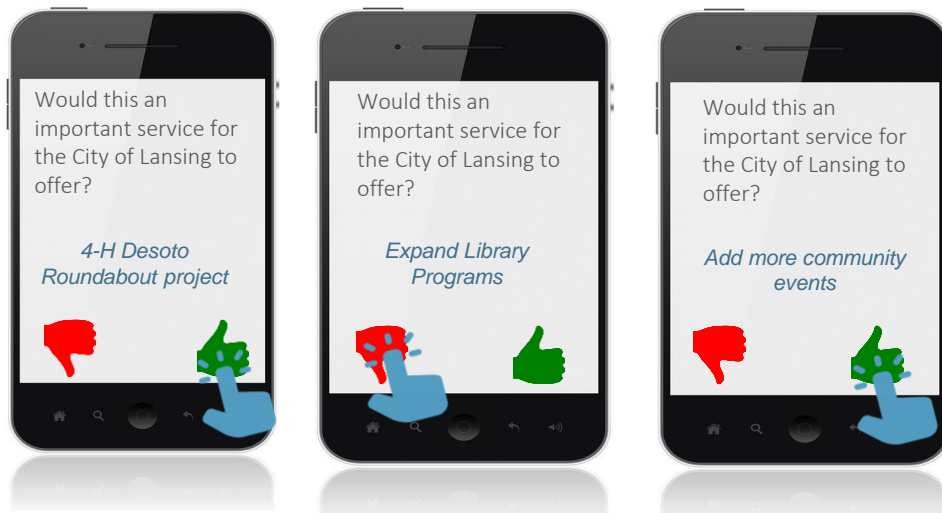 Would this an
important service for
the City of Lansing to
offer?
4-H Desoto
Roundabout project
Would this an
important service for
the City of Lansing to
offer?
Expand Library
Programs
Would this an
important service for
the City of Lansing to
offer?
Add more community
events